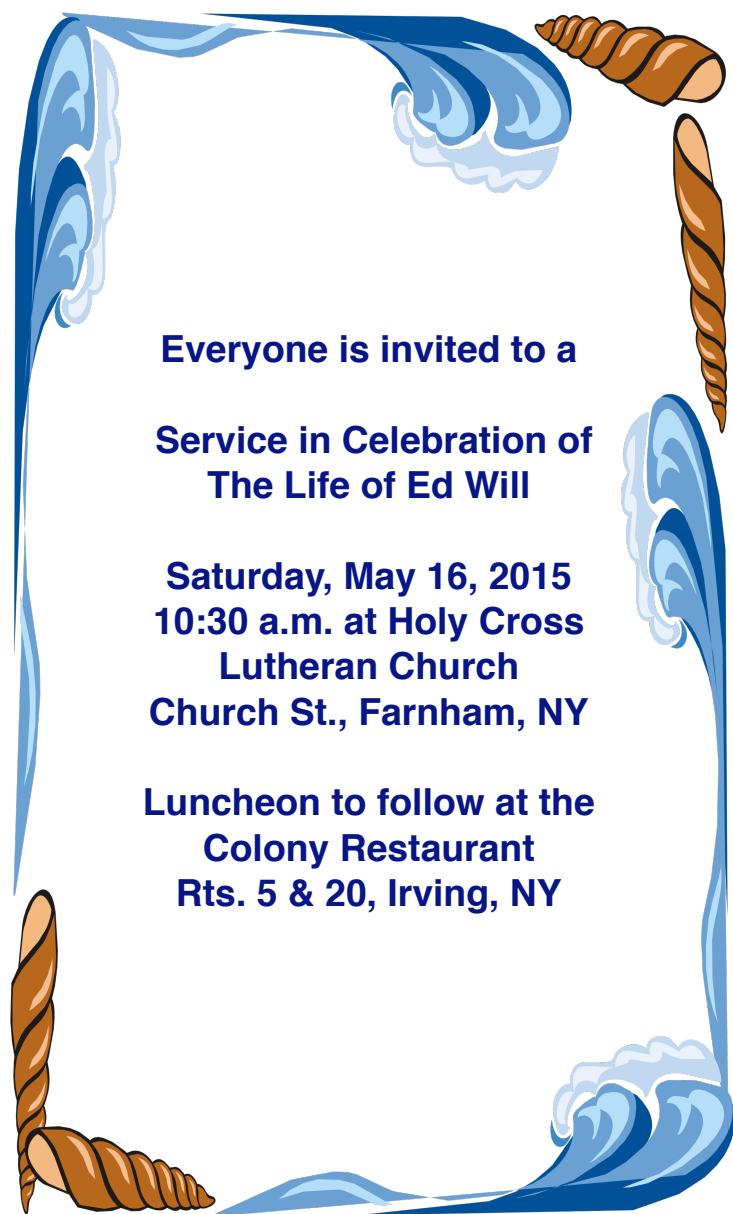 Everyone is invited to a
Service in Celebration of
The Life of Ed Will
Saturday, May 16, 2015
10:30 a.m. at Holy Cross
Lutheran Church
Church St., Farnham, NY
Luncheon to follow at the
Colony Restaurant
Rts. 5 & 20, Irving, NY